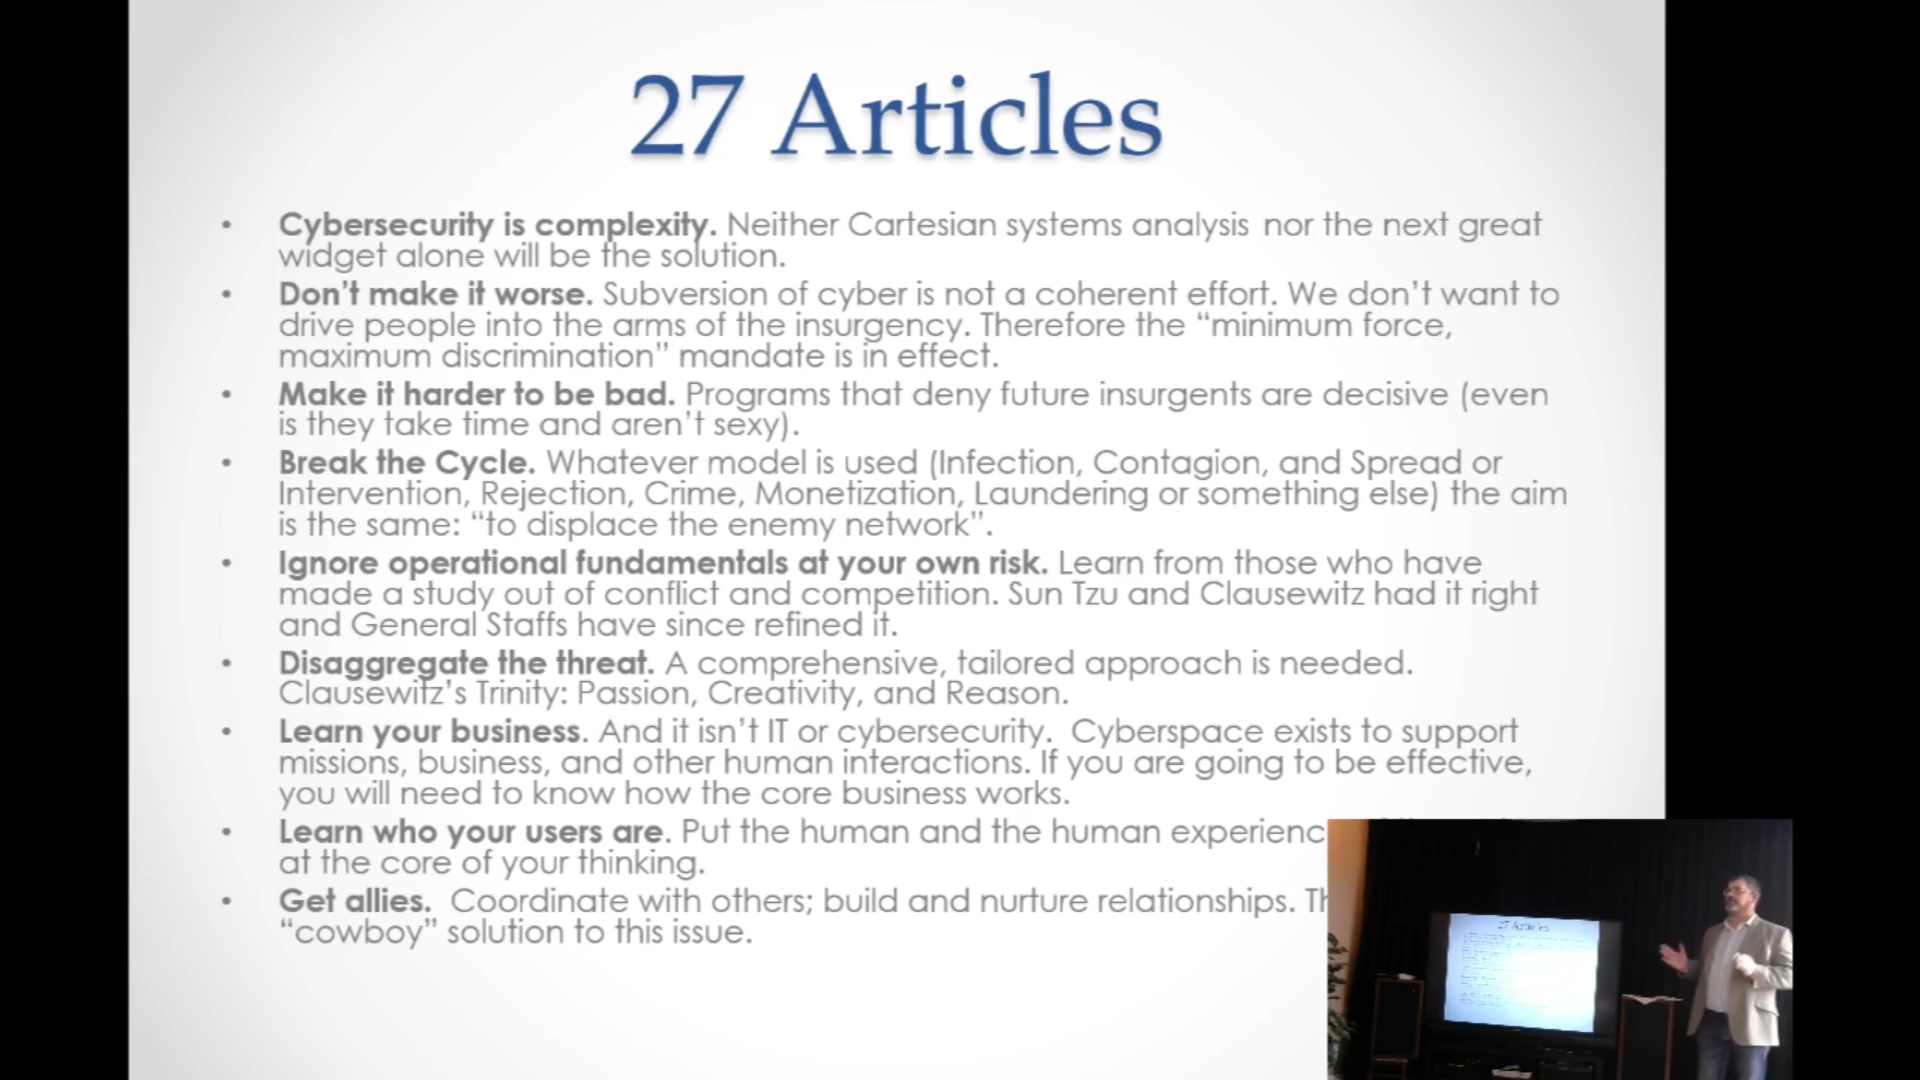 27 Articles
• Cybersecurity is complexity. Neither Cartesian systems analysis nor the next great
widget alone will be the solution.
• Don't make it worse. Subversion of cyber is not a coherent effort. We don't want to
drive people into the arms of the insurgency. Therefore the “minimum force,
maximum discrimination” mandate is in effect.
• Make it harder to be bad. Programs that deny future insurgents are decisive (even
is they take time and aren't sexy).
• Break the Cycle. Whatever model is used (Infection, Contagion, and Spread or
Intervention, Rejection, Crime, Monetization, Laundering or something else) the aim
is the same: “to displace the enemy network”.
• Ignore operational fundamentals at your own risk. Learn from those who have
made a study out of conflict and competition. Sun Tzu and Clausewitz had it right
and General Staffs have since refined it.
• Disaggregate the threat. A comprehensive, tailored approach is needed.
Clausewitz's Trinity: Passion, Creativity, and Reason.
• Learn your business. And it isn't IT or cybersecurity. Cyberspace exists to support
missions, business, and other human interactions. If you are going to be effective,
you will need to know how the core business works.
• Learn who your users are. Put the human and the human
at the core of your thinking.
• Get allies. Coordinate with others; build and nurture relationships.
“cowboy” solution to this issue.
27 Articles